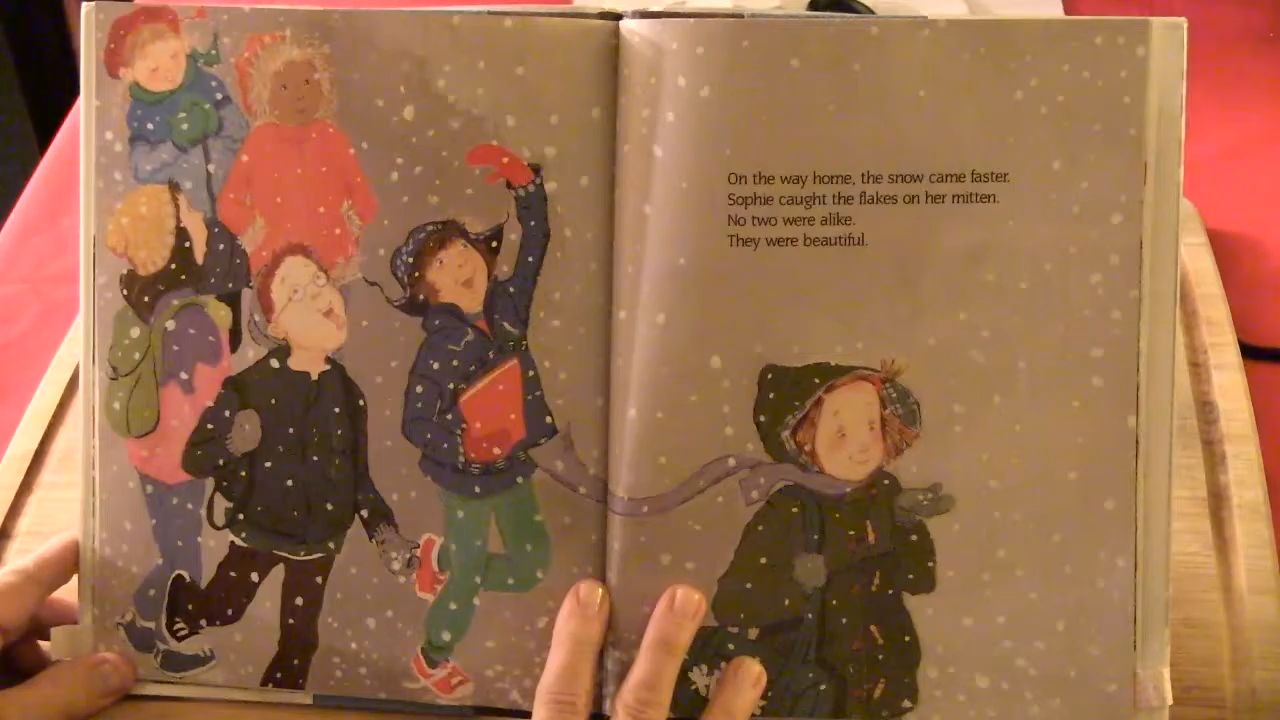 On the way home, the snow came faster.
Sophie caught the flakes on her mitten.
No two were alike.
They were beautiful.